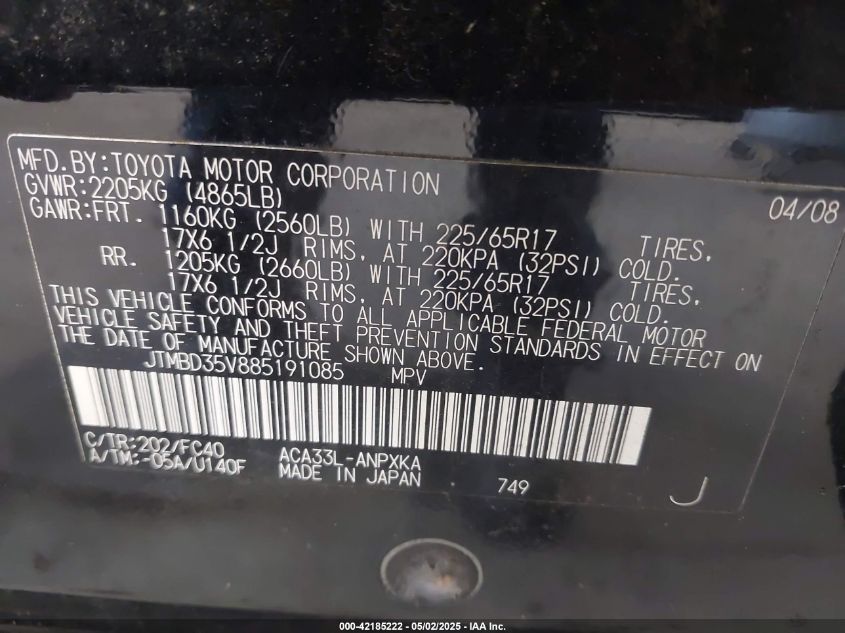 MFD.BY:TOYOTA MOTOR CORPORATION 04/08
GVWR:2205KG (4865LB)
GAWR:FRT. 1160KG (2560LB) WITH 225/65R17 TIRES,
17X6 1/2J RIMS, AT 220KPA (32PSI) COLD.
RR. 1205KG (2660LB) WITH 225/65R17 TIRES,
17X6 1/2J RIMS, AT 220KPA (32PSI) COLD.
THIS VEHICLE CONFORMS TO ALL APPLICABLE FEDERAL MOTOR
VEHICLE SAFETY AND THEFT PREVENTION STANDARDS IN EFFECT ON
THE DATE OF MANUFACTURE SHOWN ABOVE.
JTMBD35V885191085 MPV
C/TR:202/FC40 ACA33L-ANPXKA
A/TM:-05A/U140F MADE IN JAPAN 749 J
000-42185222 - 05/02/2025 - IAA Inc.